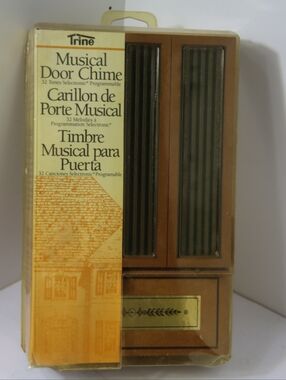 Trine
Musical
Door Chime
32 Tunes Selectronic* Programmable
Carillon de
Porte Musical
32 Mélodies à
Programmation Selectronic*
Timbre
Musical para
Puerta
32 Canciones Selectronic* Programable